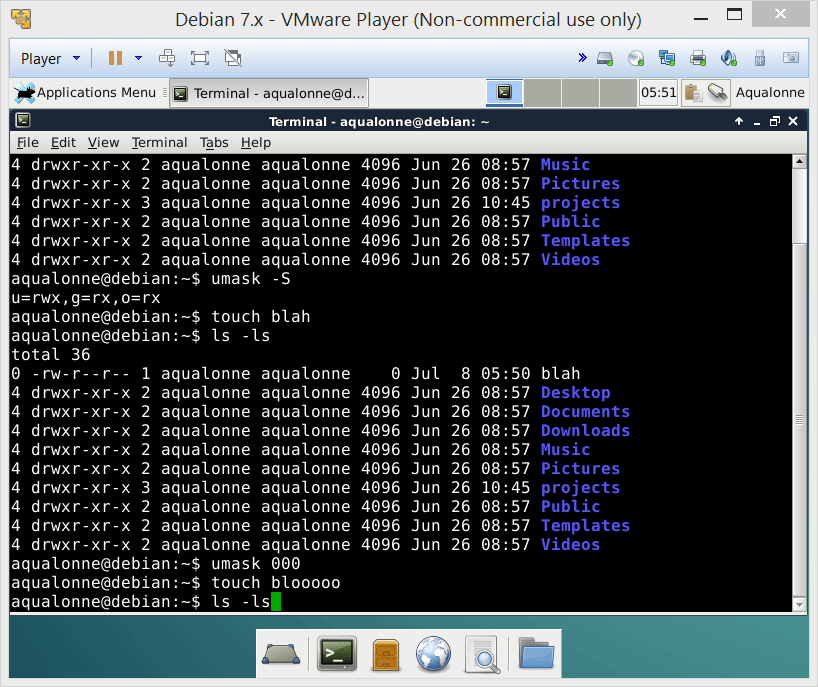 Debian 7.x - VMware Player (Non-commercial use only)
Player
Applications Menu Terminal - aqualonne@d... 05:51 Aqualonne
Terminal - aqualonne@debian: ~
File Edit View Terminal Tabs Help
4 drwxr-xr-x 2 aqualonne aqualonne 4096 Jun 26 08:57 Music
4 drwxr-xr-x 2 aqualonne aqualonne 4096 Jun 26 08:57 Pictures
4 drwxr-xr-x 3 aqualonne aqualonne 4096 Jun 26 10:45 projects
4 drwxr-xr-x 2 aqualonne aqualonne 4096 Jun 26 08:57 Public
4 drwxr-xr-x 2 aqualonne aqualonne 4096 Jun 26 08:57 Templates
4 drwxr-xr-x 2 aqualonne aqualonne 4096 Jun 26 08:57 Videos
aqualonne@debian:~$ umask -S
u=rwx,g=rx,o=rx
aqualonne@debian:~$ touch blah
aqualonne@debian:~$ ls -ls
total 36
0 -rw-r--r-- 1 aqualonne aqualonne    0 Jul  8 05:50 blah
4 drwxr-xr-x 2 aqualonne aqualonne 4096 Jun 26 08:57 Desktop
4 drwxr-xr-x 2 aqualonne aqualonne 4096 Jun 26 08:57 Documents
4 drwxr-xr-x 2 aqualonne aqualonne 4096 Jun 26 08:57 Downloads
4 drwxr-xr-x 2 aqualonne aqualonne 4096 Jun 26 08:57 Music
4 drwxr-xr-x 2 aqualonne aqualonne 4096 Jun 26 08:57 Pictures
4 drwxr-xr-x 3 aqualonne aqualonne 4096 Jun 26 10:45 projects
4 drwxr-xr-x 2 aqualonne aqualonne 4096 Jun 26 08:57 Public
4 drwxr-xr-x 2 aqualonne aqualonne 4096 Jun 26 08:57 Templates
4 drwxr-xr-x 2 aqualonne aqualonne 4096 Jun 26 08:57 Videos
aqualonne@debian:~$ umask 000
aqualonne@debian:~$ touch blooooo
aqualonne@debian:~$ ls -ls